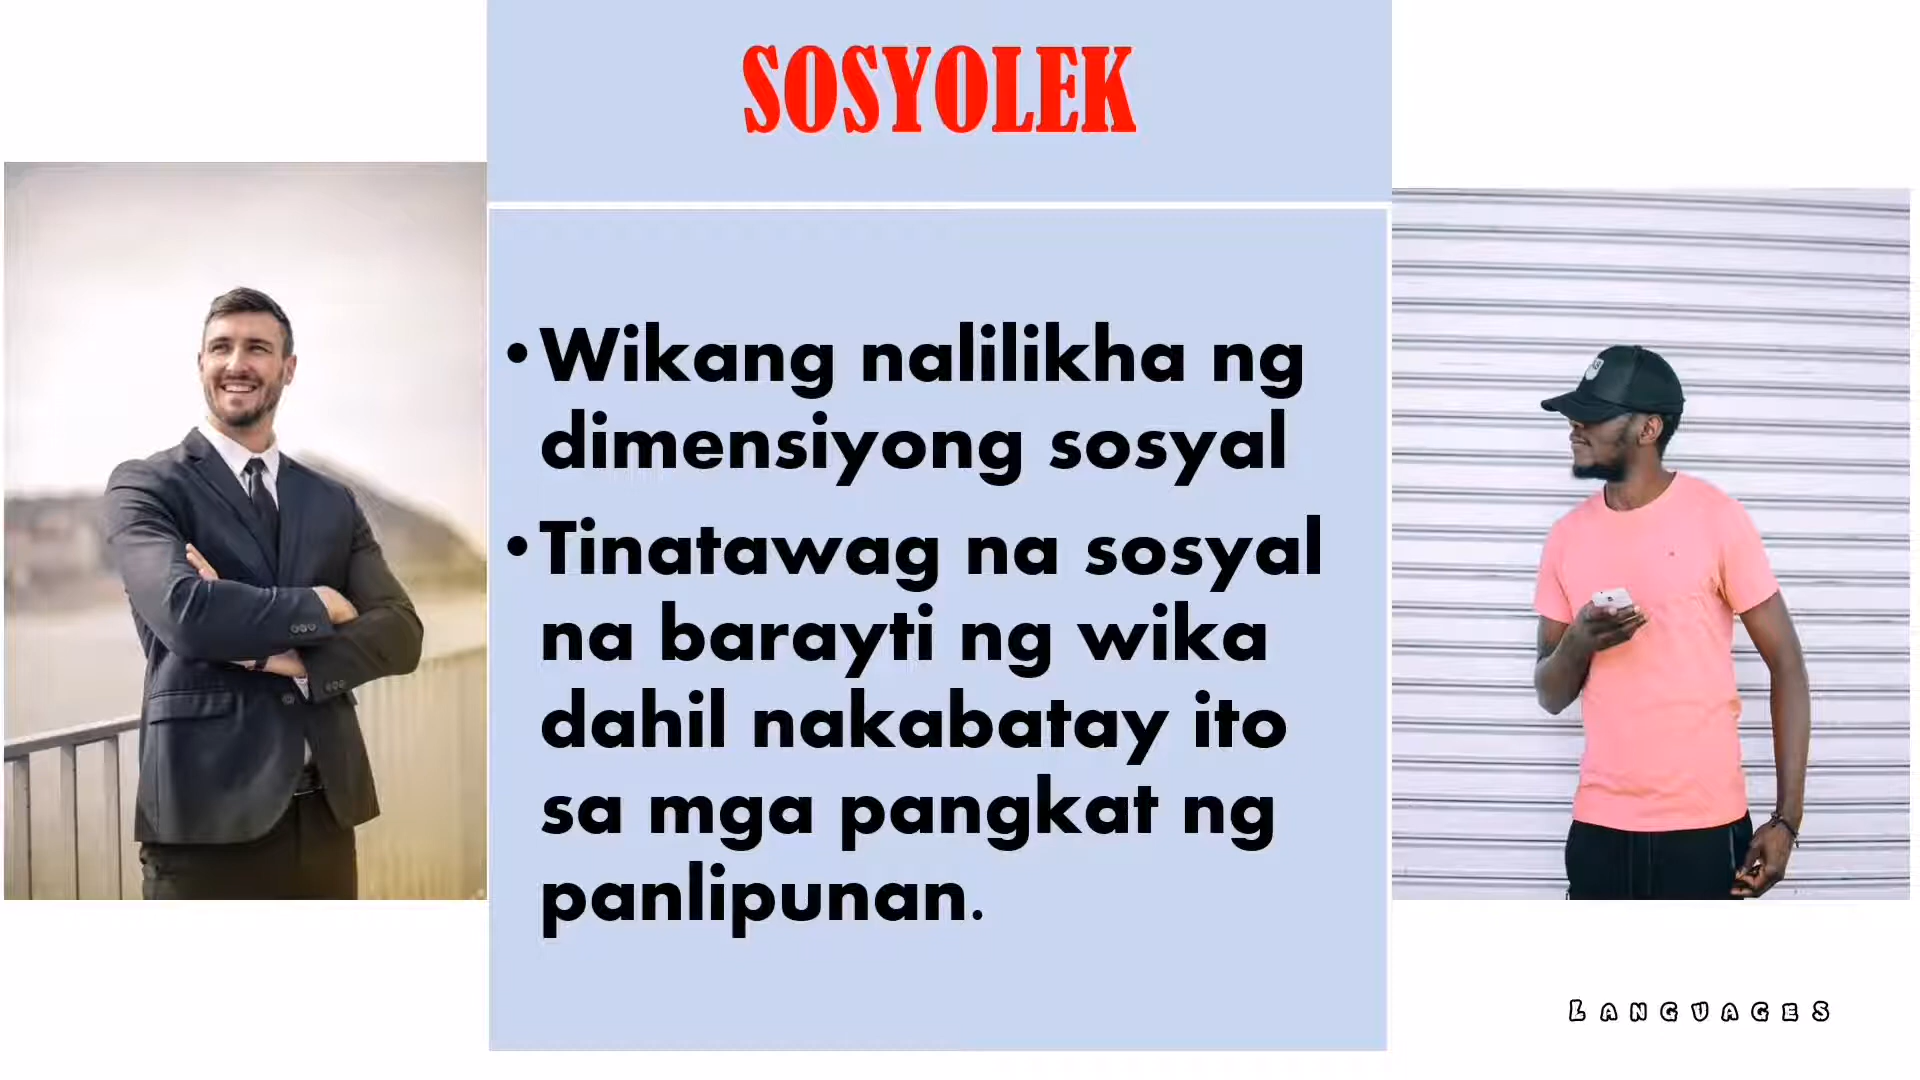 SOSYOLEK
• Wikang nalilikha ng
dimensiyong sosyal
• Tinatawag na sosyal
na barayti ng wika
dahil nakabatay ito
sa mga pangkat ng
panlipunan.
LANGUAGES